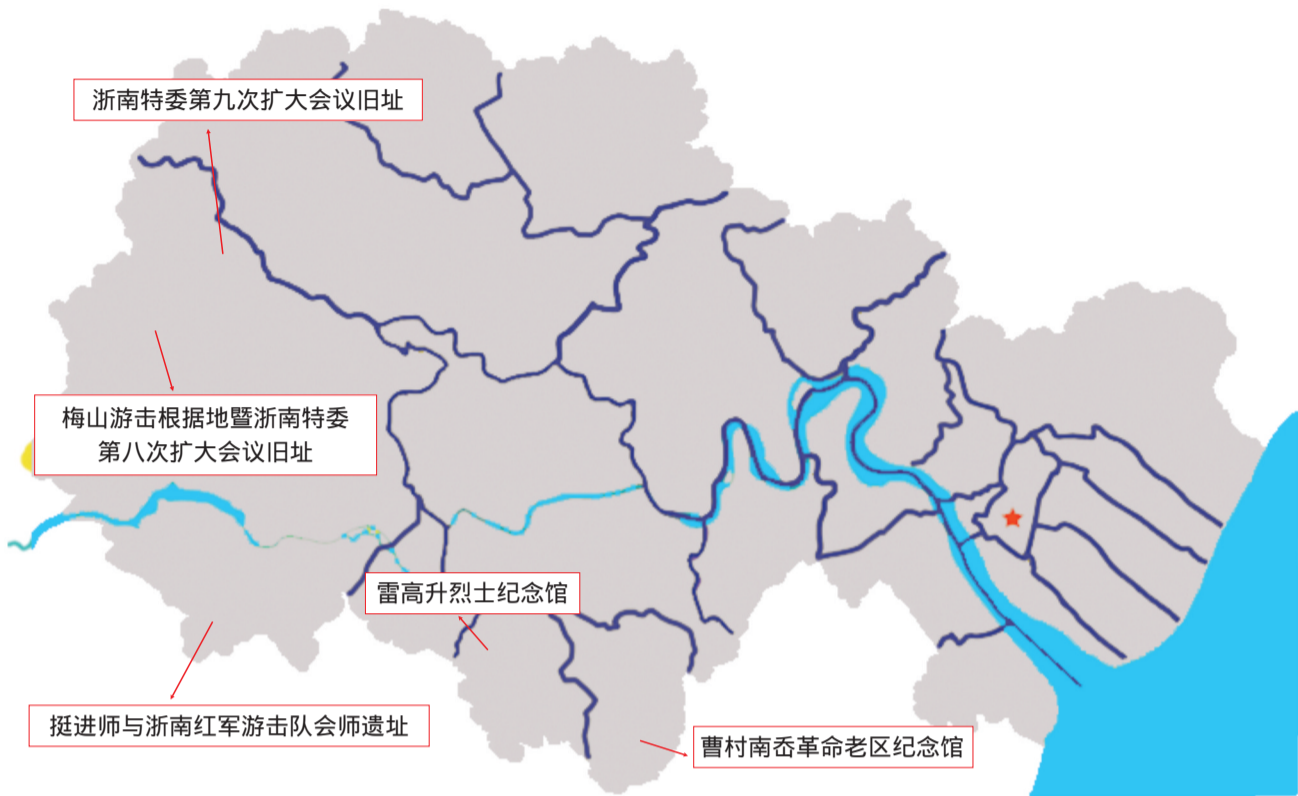 浙南特委第九次扩大会议旧址
梅山游击根据地暨浙南特委
第八次扩大会议旧址
雷高升烈士纪念馆
挺进师与浙南红军游击队会师遗址
曹村南岙革命老区纪念馆